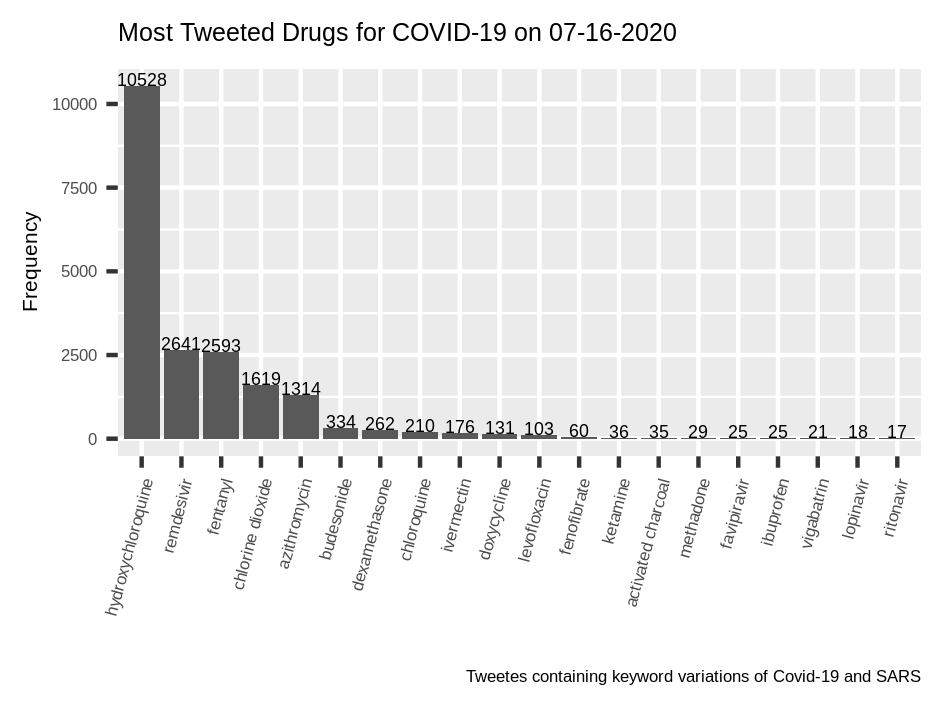 Most Tweeted Drugs for COVID-19 on 07-16-2020
Frequency
10000
7500
5000
2500
0
10528
2641
2593
1619
1314
334
262
210
176
131
103
60
36
35
29
25
25
21
18
17
hydroxychloroquine
remdesivir
fentanyl
chlorine dioxide
azithromycin
budesonide
dexamethasone
chloroquine
ivermectin
doxycycline
levofloxacin
fenofibrate
ketamine
activated charcoal
methadone
favipiravir
ibuprofen
vigabatrin
lopinavir
ritonavir
Tweetes containing keyword variations of Covid-19 and SARS